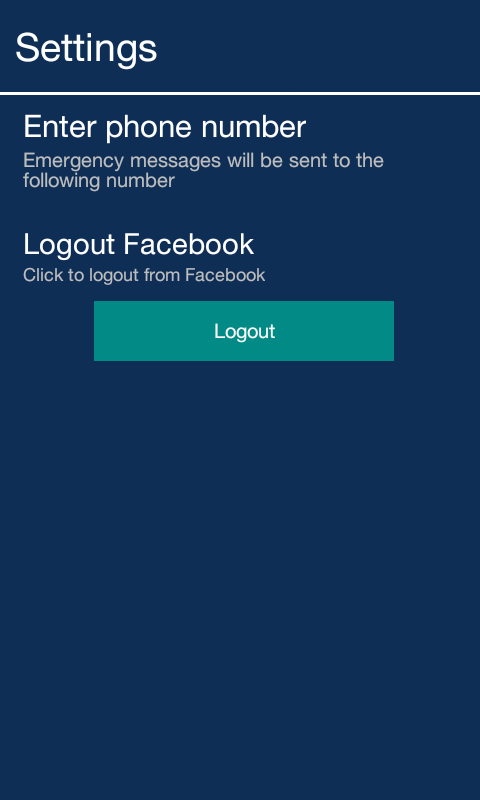 Settings
Enter phone number
Emergency messages will be sent to the
following number
Logout Facebook
Click to logout from Facebook
Logout